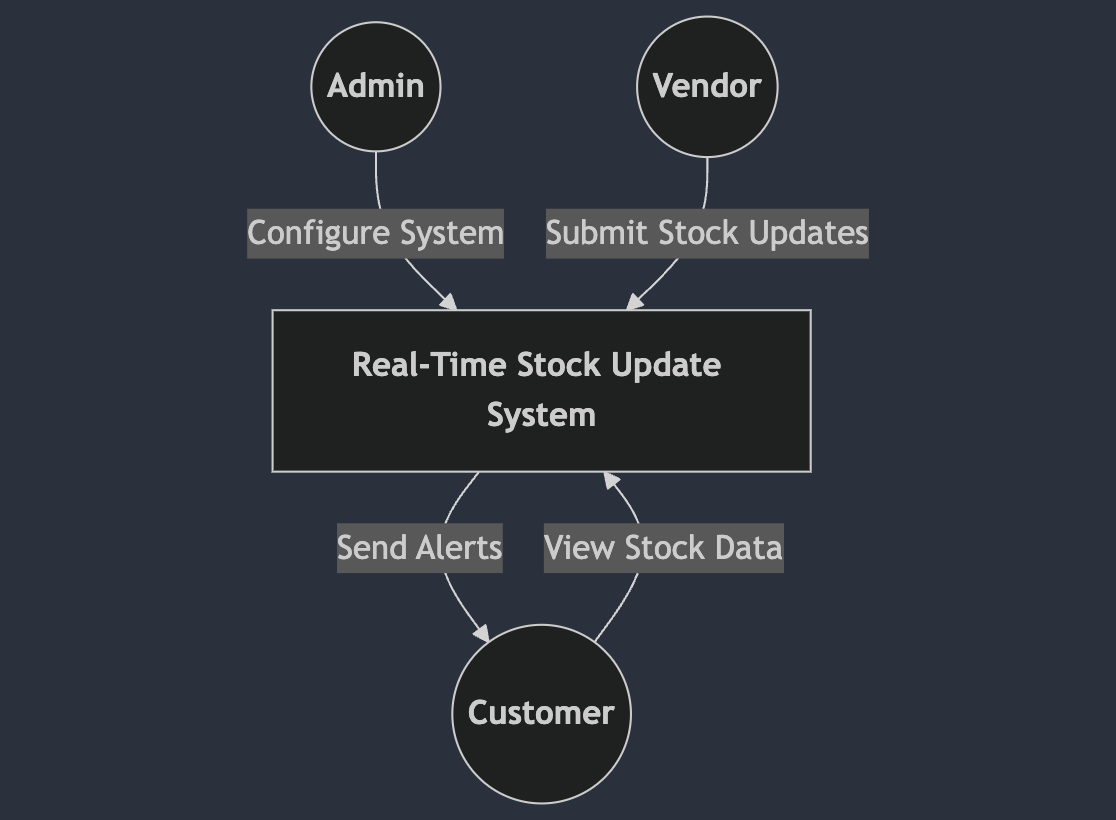 Admin
Vendor
Configure System
Submit Stock Updates
Real-Time Stock Update
System
Send Alerts
View Stock Data
Customer